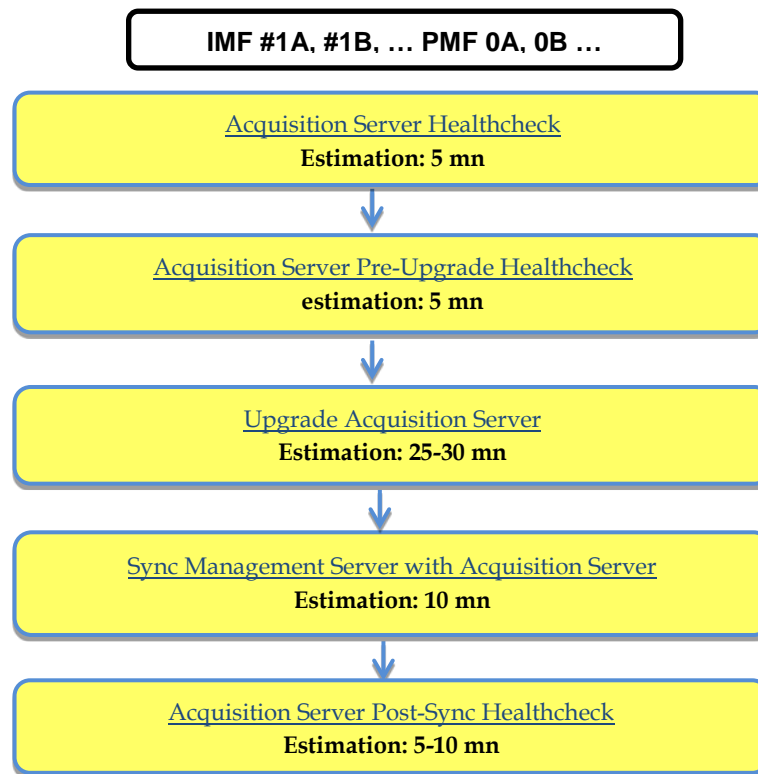 IMF #1A, #1B, … PMF 0A, 0B …
Acquisition Server Healthcheck
Estimation: 5 mn
Acquisition Server Pre-Upgrade Healthcheck
estimation: 5 mn
Upgrade Acquisition Server
Estimation: 25-30 mn
Sync Management Server with Acquisition Server
Estimation: 10 mn
Acquisition Server Post-Sync Healthcheck
Estimation: 5-10 mn